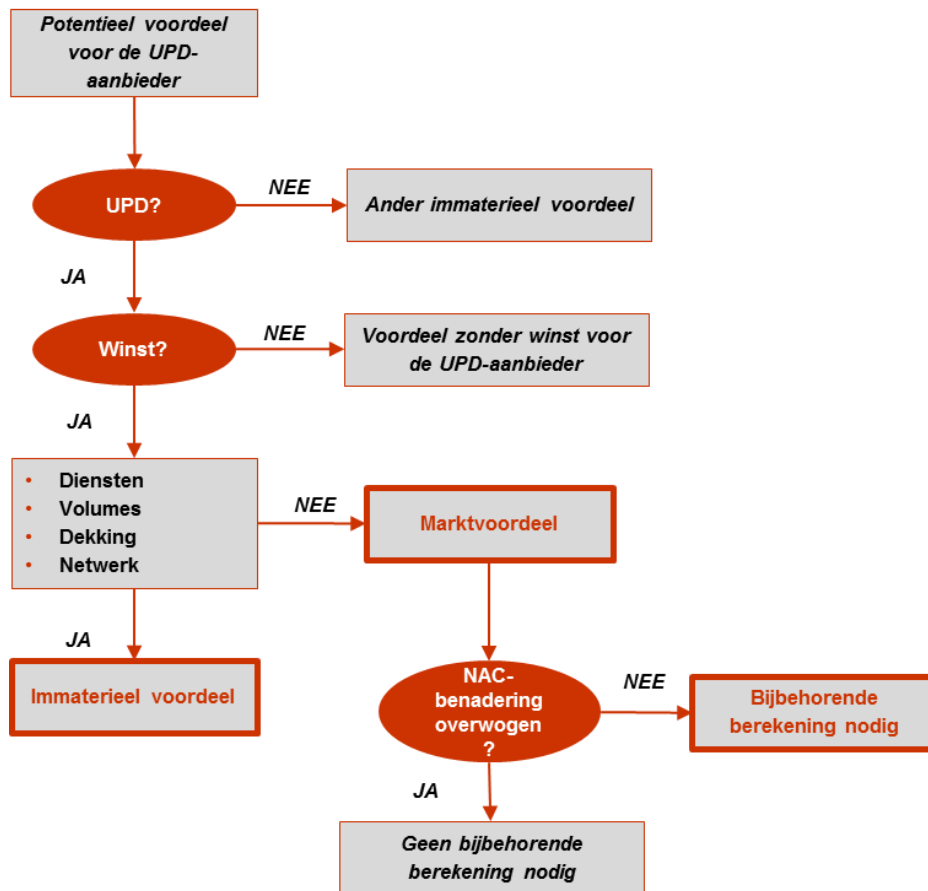 Potentieel voordeel
voor de UPD-
aanbieder
UPD?
NEE
Ander immaterieel voordeel
JA
Winst?
NEE
Voordeel zonder winst voor
de UPD-aanbieder
JA
• Diensten
• Volumes
• Dekking
• Netwerk
NEE
Marktvoordeel
JA
Immaterieel voordeel
NAC-
benadering
overwogen
?
NEE
Bijbehorende
berekening nodig
JA
Geen bijbehorende
berekening nodig